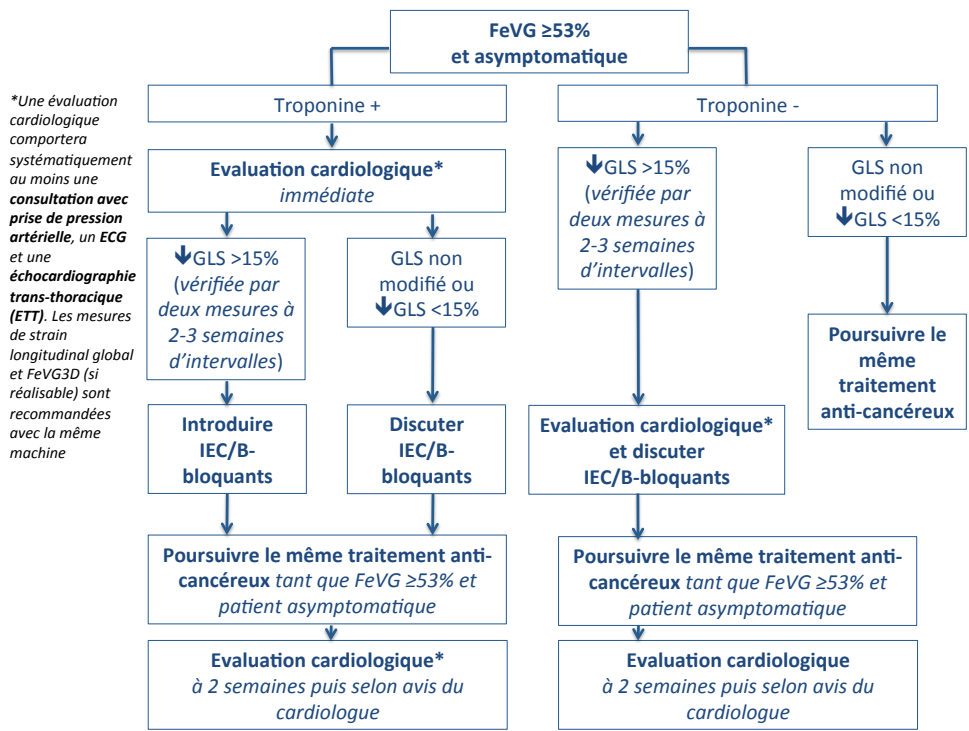 FeVG ≥53%
et asymptomatique
*Une évaluation
cardiologique
comportera
systématiquement
au moins une
consultation avec
prise de pression
artérielle, un ECG
et une
échocardiographie
trans-thoracique
(ETT). Les mesures
de strain
longitudinal global
et FeVG3D (si
réalisable) sont
recommandées
avec la même
machine
Troponine +
Evaluation cardiologique*
immédiate
🡻GLS >15%
(vérifiée par
deux mesures à
2-3 semaines
d’intervalles)
GLS non
modifié ou
🡻GLS <15%
Introduire
IEC/B-
bloquants
Discuter
IEC/B-
bloquants
Poursuivre le même traitement anti-
cancéreux tant que FeVG ≥53% et
patient asymptomatique
Evaluation cardiologique*
à 2 semaines puis selon avis du
cardiologue
Troponine -
🡻GLS >15%
(vérifiée par
deux mesures à
2-3 semaines
d’intervalles)
GLS non
modifié ou
🡻GLS <15%
Evaluation cardiologique*
et discuter
IEC/B-bloquants
Poursuivre le
même
traitement
anti-cancéreux
Poursuivre le même traitement anti-
cancéreux tant que FeVG ≥53% et
patient asymptomatique
Evaluation cardiologique
à 2 semaines puis selon avis du
cardiologue